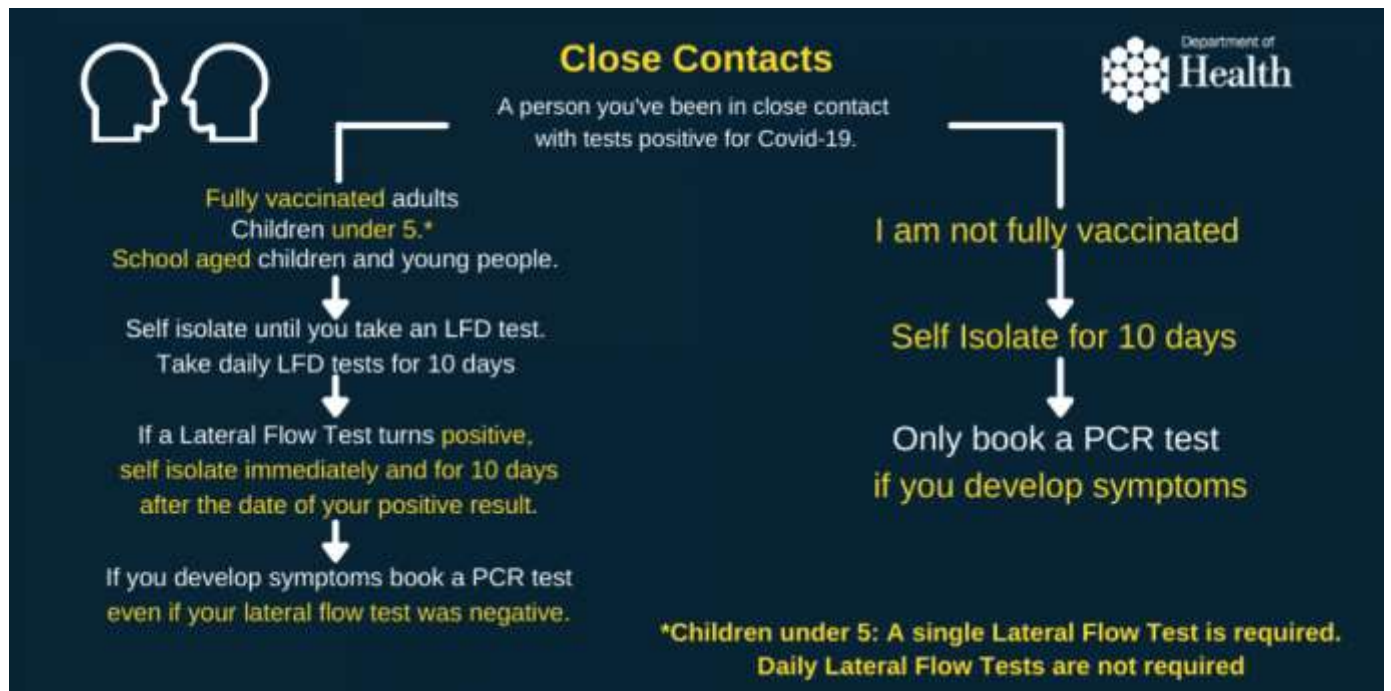 Close Contacts
Department of
Health
A person you've been in close contact
with tests positive for Covid-19.
Fully vaccinated adults
Children under 5.*
School aged children and young people.
Self isolate until you take an LFD test.
Take daily LFD tests for 10 days
If a Lateral Flow Test turns positive,
self isolate immediately and for 10 days
after the date of your positive result.
If you develop symptoms book a PCR test
even if your lateral flow test was negative.
I am not fully vaccinated
Self Isolate for 10 days
Only book a PCR test
if you develop symptoms
*Children under 5: A single Lateral Flow Test is required.
Daily Lateral Flow Tests are not required